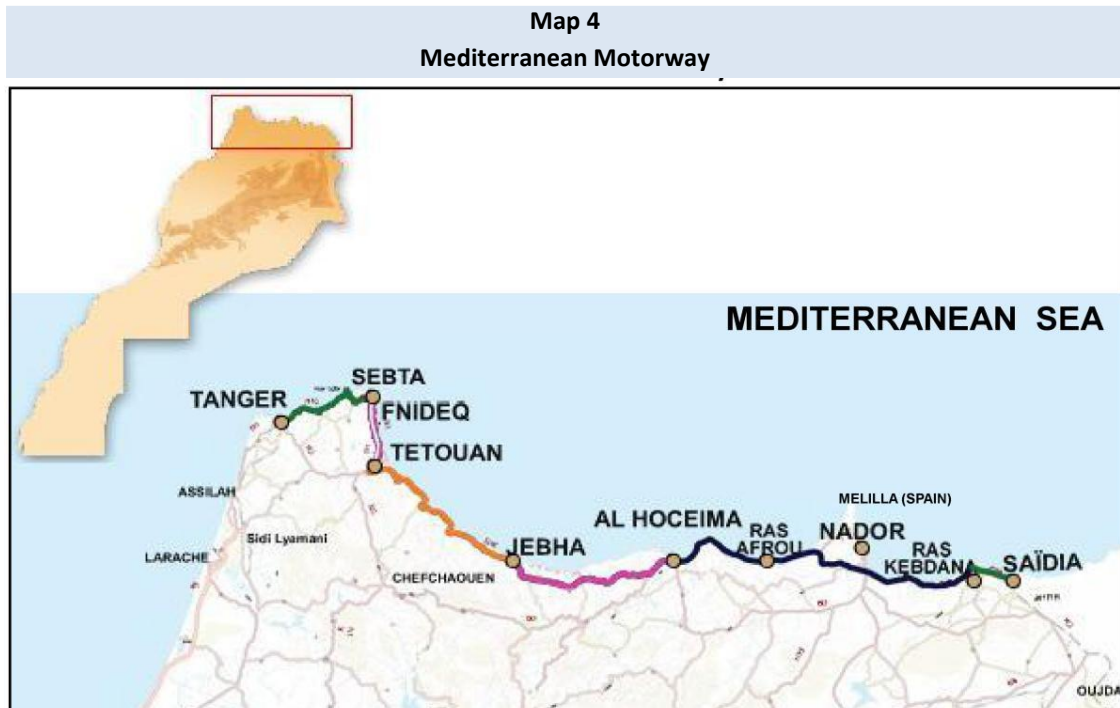 Map 4
Mediterranean Motorway
MEDITERRANEAN SEA
SEBTA
TANGER
FNIDEQ
TETOUAN
ASSILAH
MELILLA (SPAIN)
AL HOCEIMA
RAS
AFROU
NADOR
Sidi Lyamani
LARACHE
JEBHA
RAS
KEBDANA
SAÏDIA
CHEFCHAOUEN
OUJDA